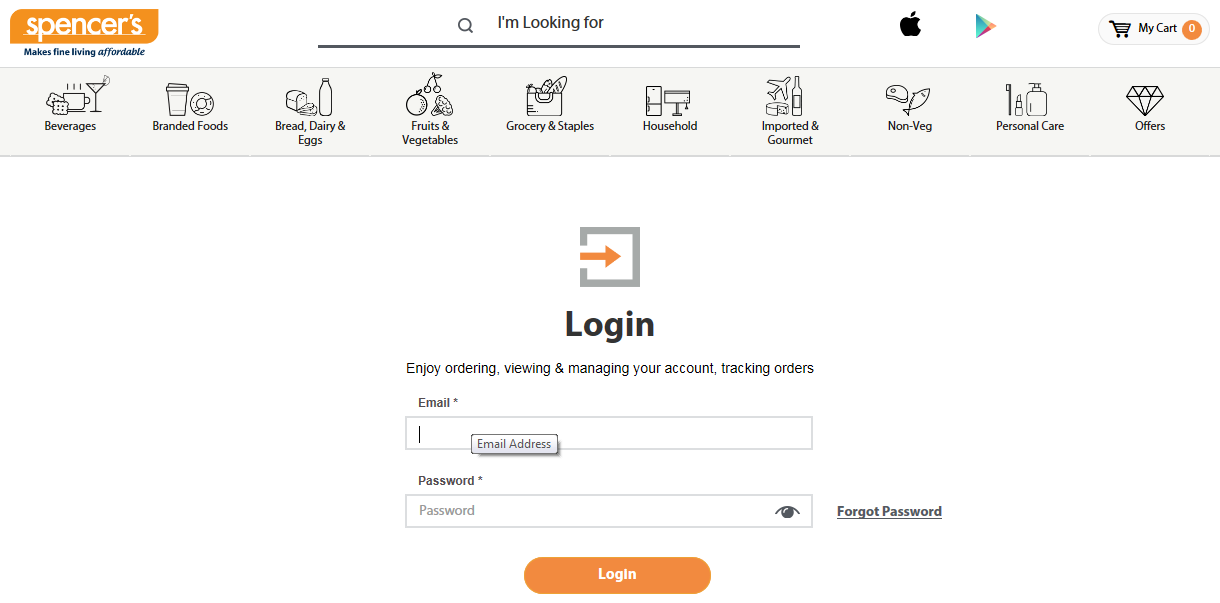 spencer's
Makes fine living affordable
I'm Looking for
My Cart 0
Beverages
Branded Foods
Bread, Dairy &
Eggs
Fruits &
Vegetables
Grocery & Staples
Household
Imported &
Gourmet
Non-Veg
Personal Care
Offers
Login
Enjoy ordering, viewing & managing your account, tracking orders
Email *
Email Address
Password *
Password
Forgot Password
Login